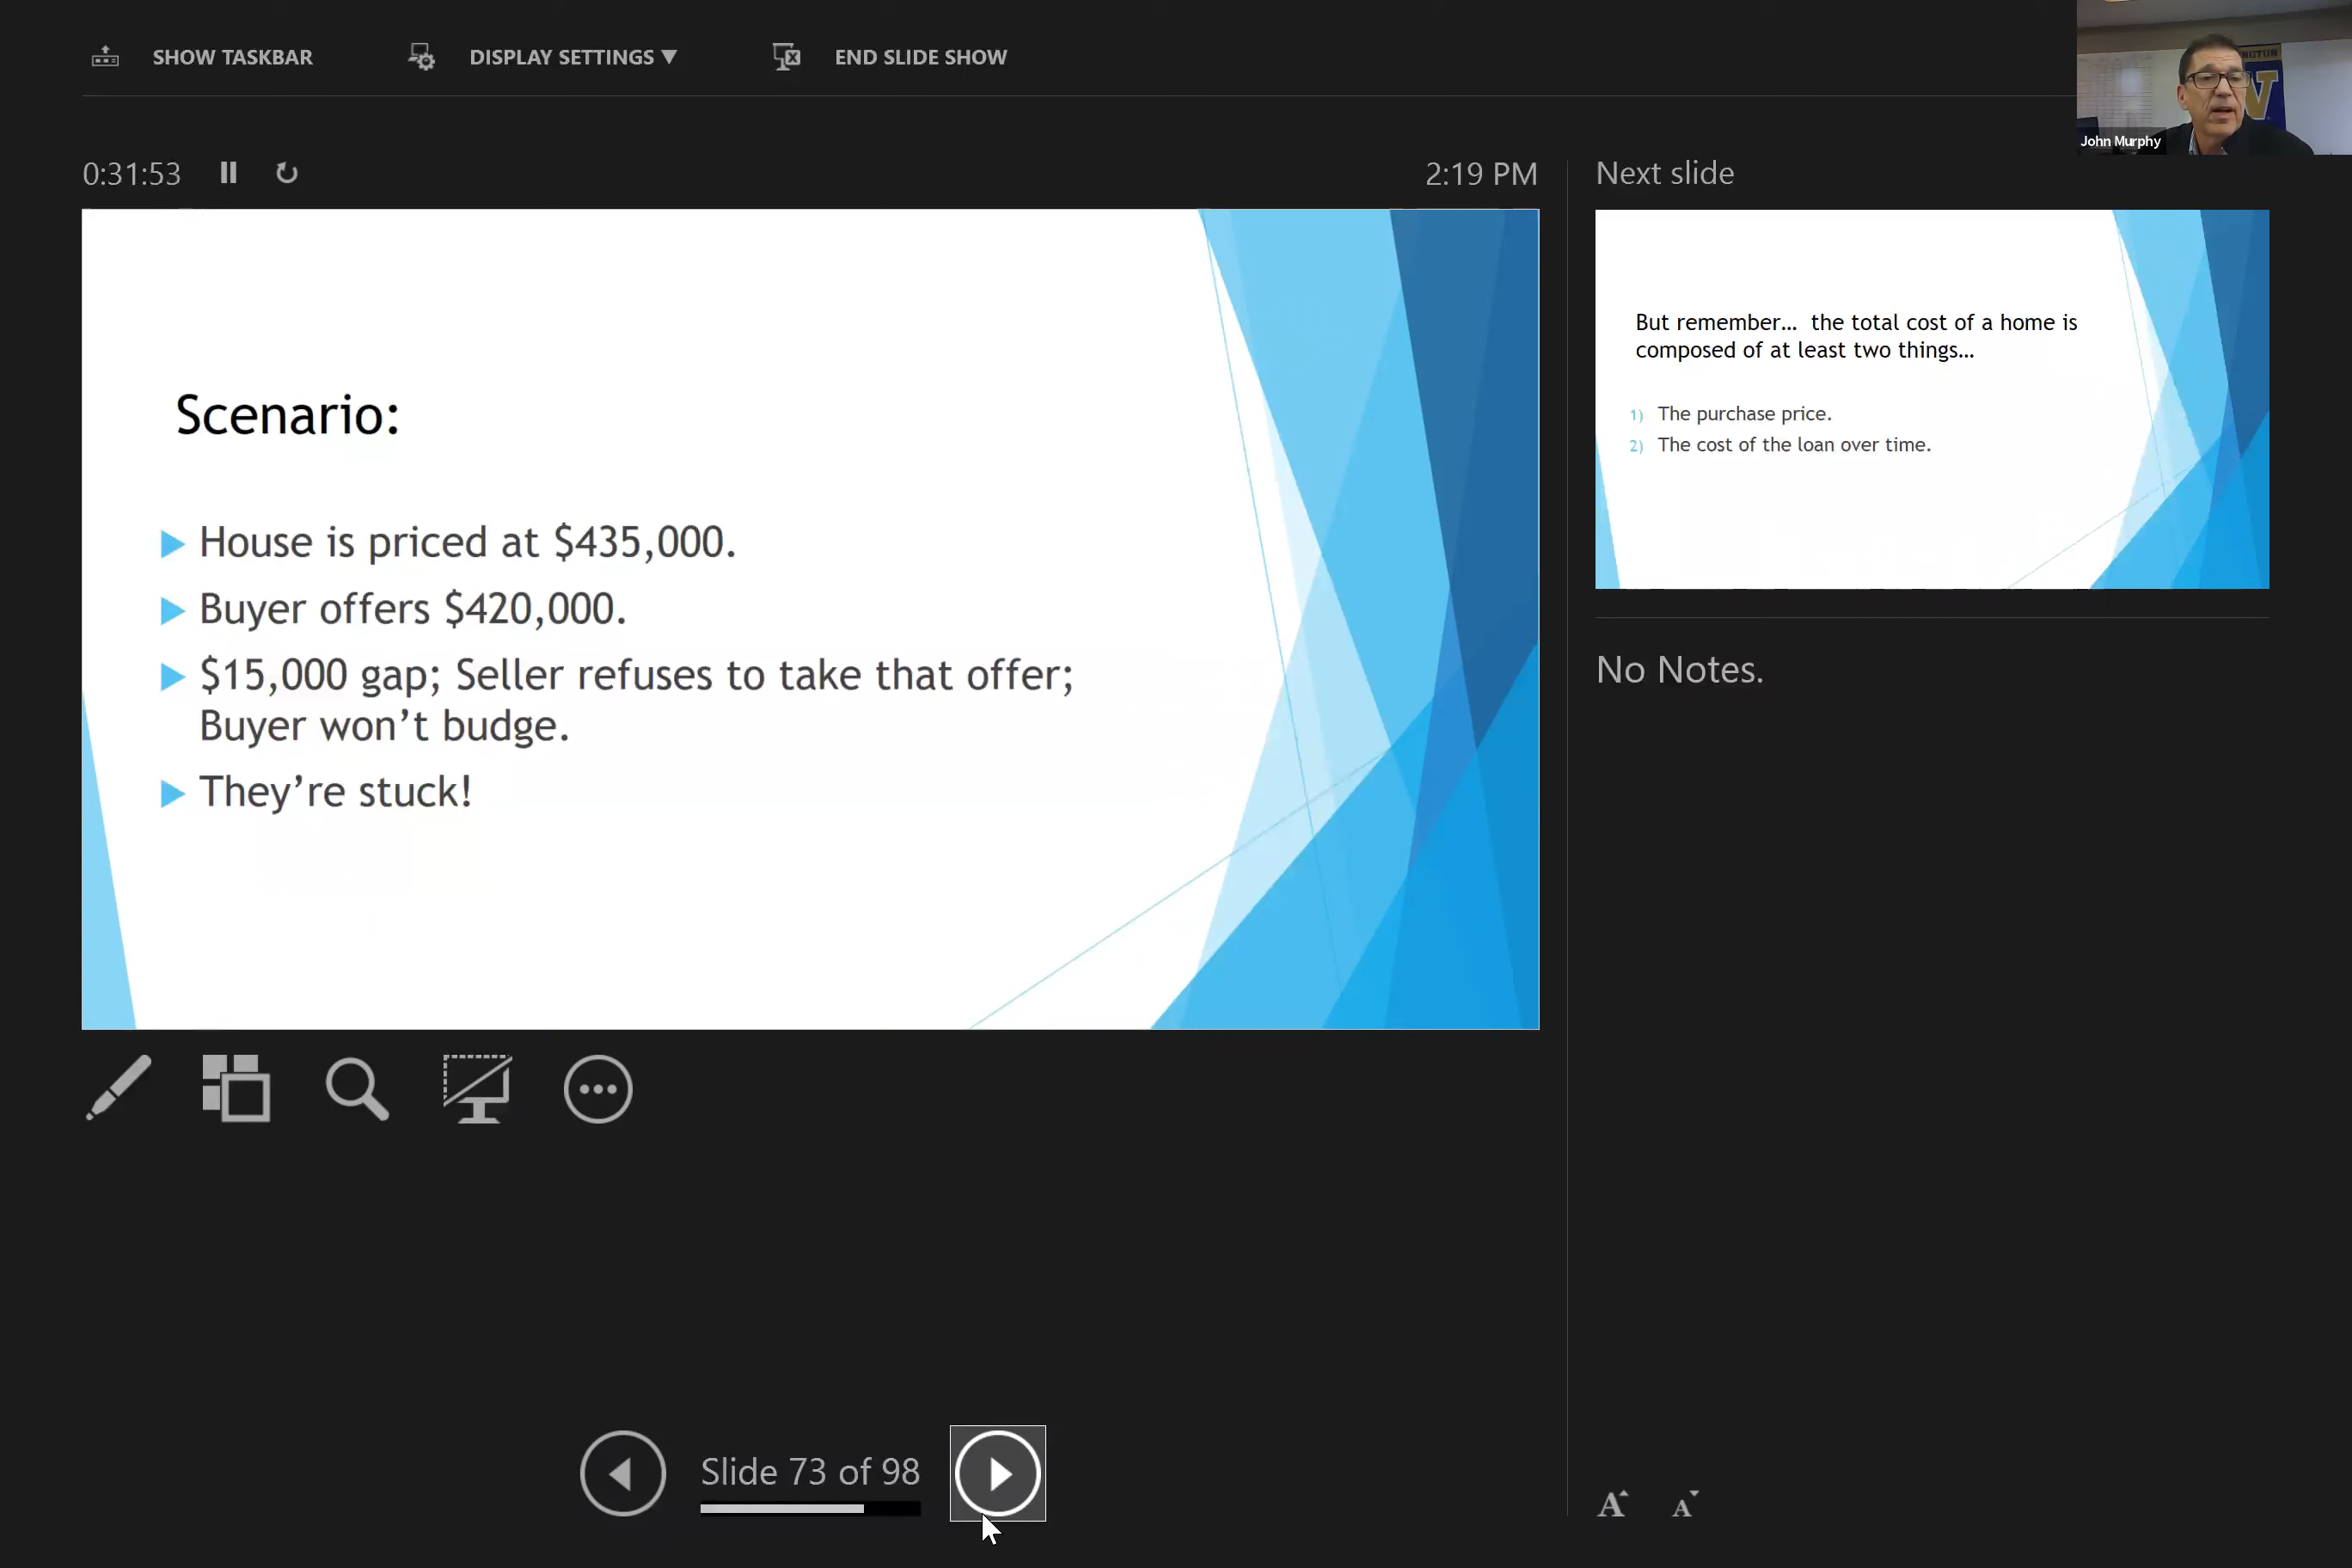 SHOW TASKBAR
DISPLAY SETTINGS ▼
END SLIDE SHOW
John Murphy
0:31:53
2:19 PM
Scenario:
House is priced at $435,000.
Buyer offers $420,000.
$15,000 gap; Seller refuses to take that offer;
Buyer won’t budge.
They’re stuck!
Next slide
But remember… the total cost of a home is
composed of at least two things…
1) The purchase price.
2) The cost of the loan over time.
No Notes.
Slide 73 of 98
A A